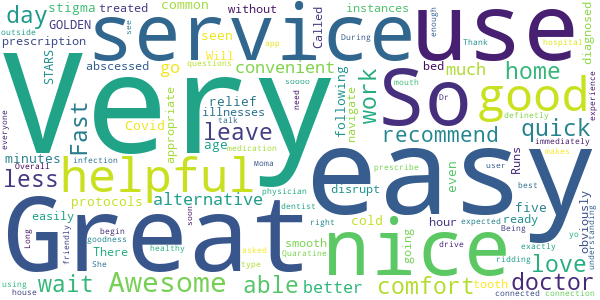 day stigma treated common without instances
GOLDEN
service
use
diagnosed
prescription
STARS
abscessed
seen
Called
During
see
app
outside
Will
questions
enough
Thank
hospital
Very
go
convenient
bed
much
home
So
good
Dr
Fast
Covid
appropriate
relief
illnesses
following
navigate
work
mouth
experience
everyone
minutes
leave
age
talk
need
soooo
recommend
definetly
quick
immediately
Overall
infection
medication
Moma
prescribe
user
makes
less
helpful
physician
disrupt
even
easy
Runs
best
protocols
alternative
dentist
cold
hour
expected
five
Being
ready
obviously
understanding
Great
easily
soon
right
nice
going
drive
exactly
yo
Long
friendly
begin
goodness
There
She
healthy
asked
type
Quaratine
smooth
ridding
love
using
house
wait
Awesome
able
better
comfort
tooth
doctor
connected
connection